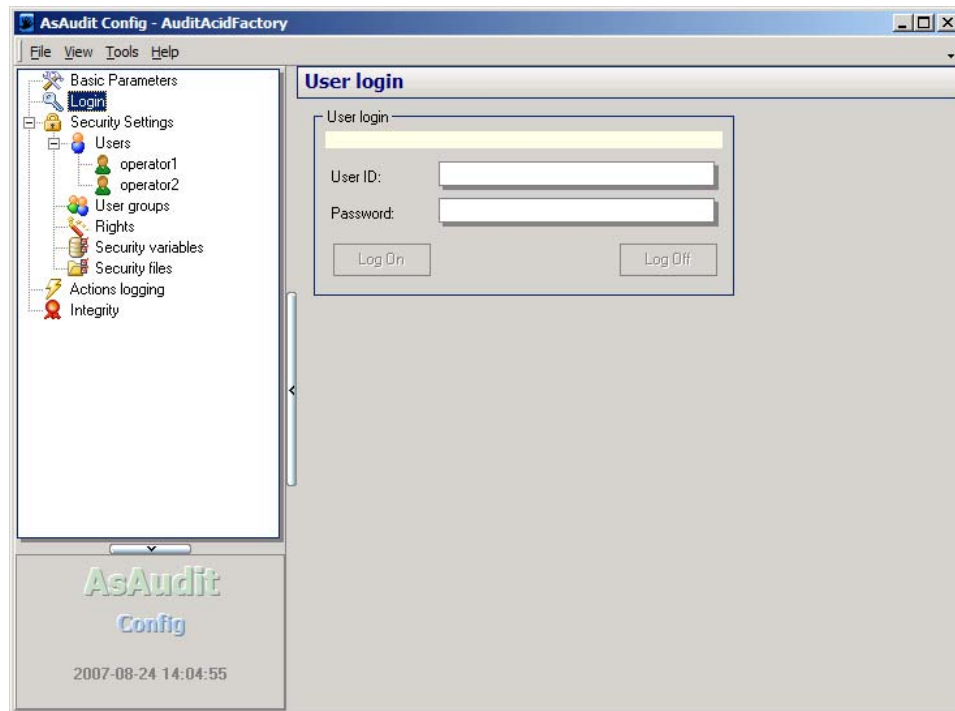 AsAudit Config - AuditAcidFactory
File View Tools Help
Basic Parameters
Login
Security Settings
Users
operator1
operator2
User groups
Rights
Security variables
Security files
Actions logging
Integrity
AsAudit
Config
2007-08-24 14:04:55
User login
User login
User ID:
Password:
Log On Log Off